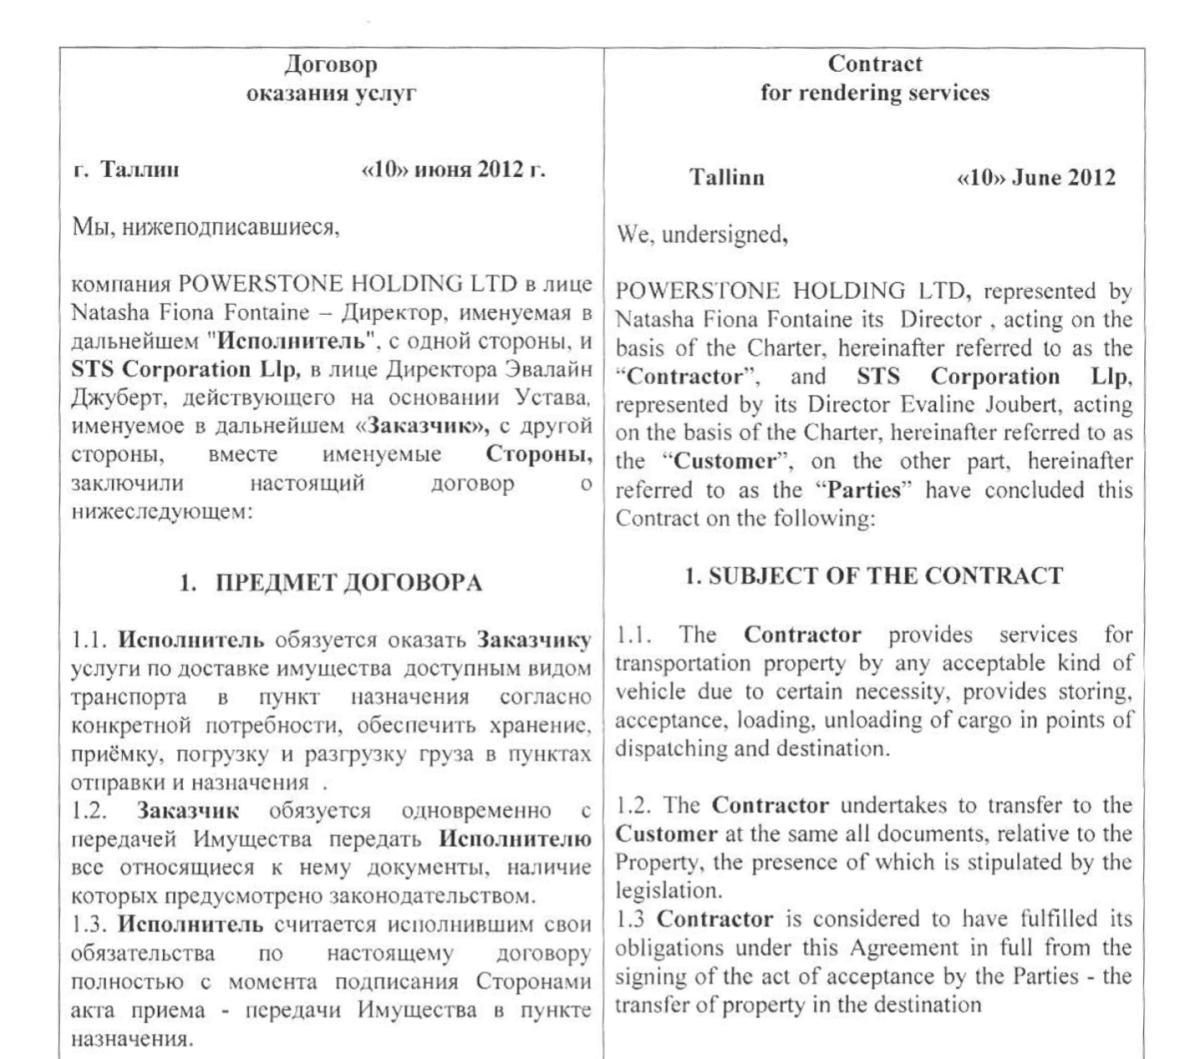 Договор
оказания услуг
г. Таллин «10» июня 2012 г.
Мы, нижеподписавшиеся,
компания POWERSTONE HOLDING LTD в лице
Natasha Fiona Fontaine – Директор, именуемая в
дальнейшем "Исполнитель", с одной стороны, и
STS Corporation Llp, в лице Директора Эвалайн
Джуберт, действующего на основании Устава,
именуемое в дальнейшем «Заказчик», с другой
стороны, вместе именуемые Стороны,
заключили настоящий договор о
нижеследующем:
1. ПРЕДМЕТ ДОГОВОРА
1.1. Исполнитель обязуется оказать Заказчику
услуги по доставке имущества доступным видом
транспорта в пункт назначения согласно
конкретной потребности, обеспечить хранение,
приёмку, погрузку и разгрузку груза в пунктах
отправки и назначения .
1.2. Заказчик обязуется одновременно с
передачей Имущества передать Исполнителю
все относящиеся к нему документы, наличие
которых предусмотрено законодательством.
1.3. Исполнитель считается исполнившим свои
обязательства по настоящему договору
полностью с момента подписания Сторонами
акта приема - передачи Имущества в пункте
назначения.
Contract
for rendering services
Tallinn «10» June 2012
We, undersigned,
POWERSTONE HOLDING LTD, represented by
Natasha Fiona Fontaine its Director , acting on the
basis of the Charter, hereinafter referred to as the
“Contractor”, and STS Corporation Llp,
represented by its Director Evaline Joubert, acting
on the basis of the Charter, hereinafter referred to as
the “Customer”, on the other part, hereinafter
referred to as the “Parties” have concluded this
Contract on the following:
1. SUBJECT OF THE CONTRACT
1.1. The Contractor provides services for
transportation property by any acceptable kind of
vehicle due to certain necessity, provides storing,
acceptance, loading, unloading of cargo in points of
dispatching and destination.
1.2. The Contractor undertakes to transfer to the
Customer at the same all documents, relative to the
Property, the presence of which is stipulated by the
legislation.
1.3 Contractor is considered to have fulfilled its
obligations under this Agreement in full from the
signing of the act of acceptance by the Parties - the
transfer of property in the destination